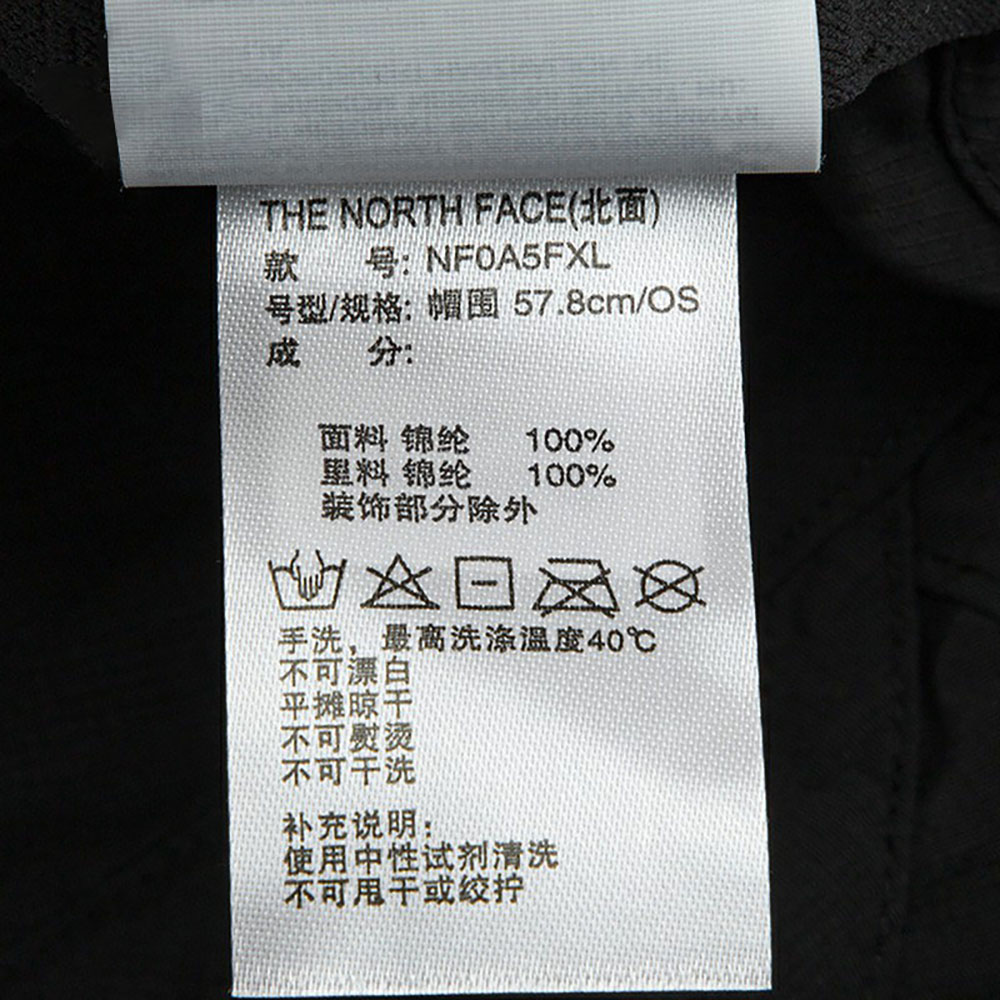 THE NORTH FACE(北面)
款 号: NF0A5FXL
号型/规格: 帽围 57.8cm/OS
成 分:
面料 锦纶 100%
里料 锦纶 100%
装饰部分除外
手洗，最高洗涤温度40℃
不可漂白
平摊晾干
不可熨烫
不可干洗
补充说明:
使用中性试剂清洗
不可甩干或绞拧